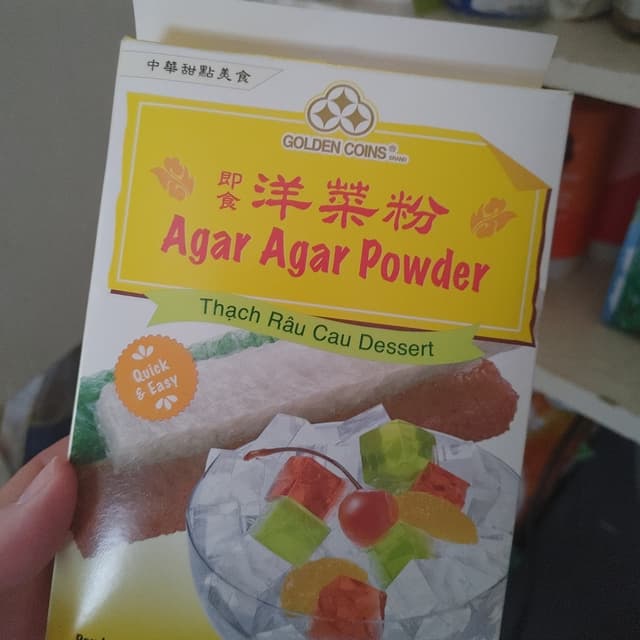 中華甜點美食
GOLDEN COINS®
BRAND
即食 洋菜粉
Agar Agar Powder
Thạch Râu Cau Dessert
Quick
& Easy